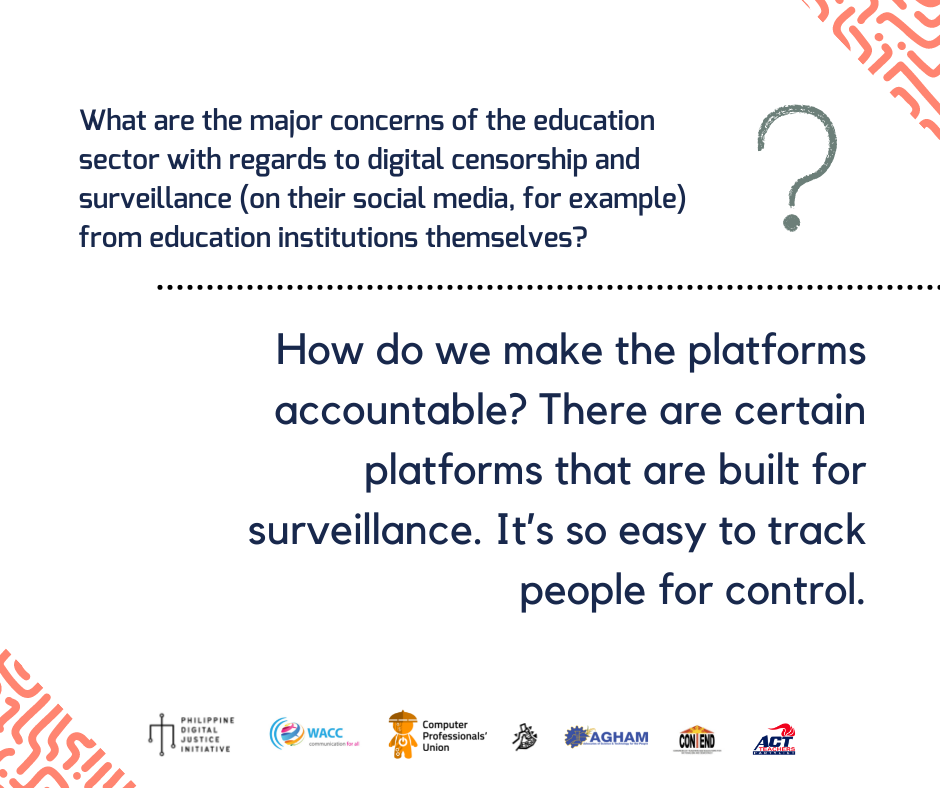 What are the major concerns of the education
sector with regards to digital censorship and
surveillance (on their social media, for example)
from education institutions themselves?
?
How do we make the platforms
accountable? There are certain
platforms that are built for
surveillance. It's so easy to track
people for control.
PHILIPPINE
DIGITAL
JUSTICE
INITIATIVE
WACC
communication for all
Computer
Professionals'
Union
AGHAM
CONTEND
ACT
TEACHERS